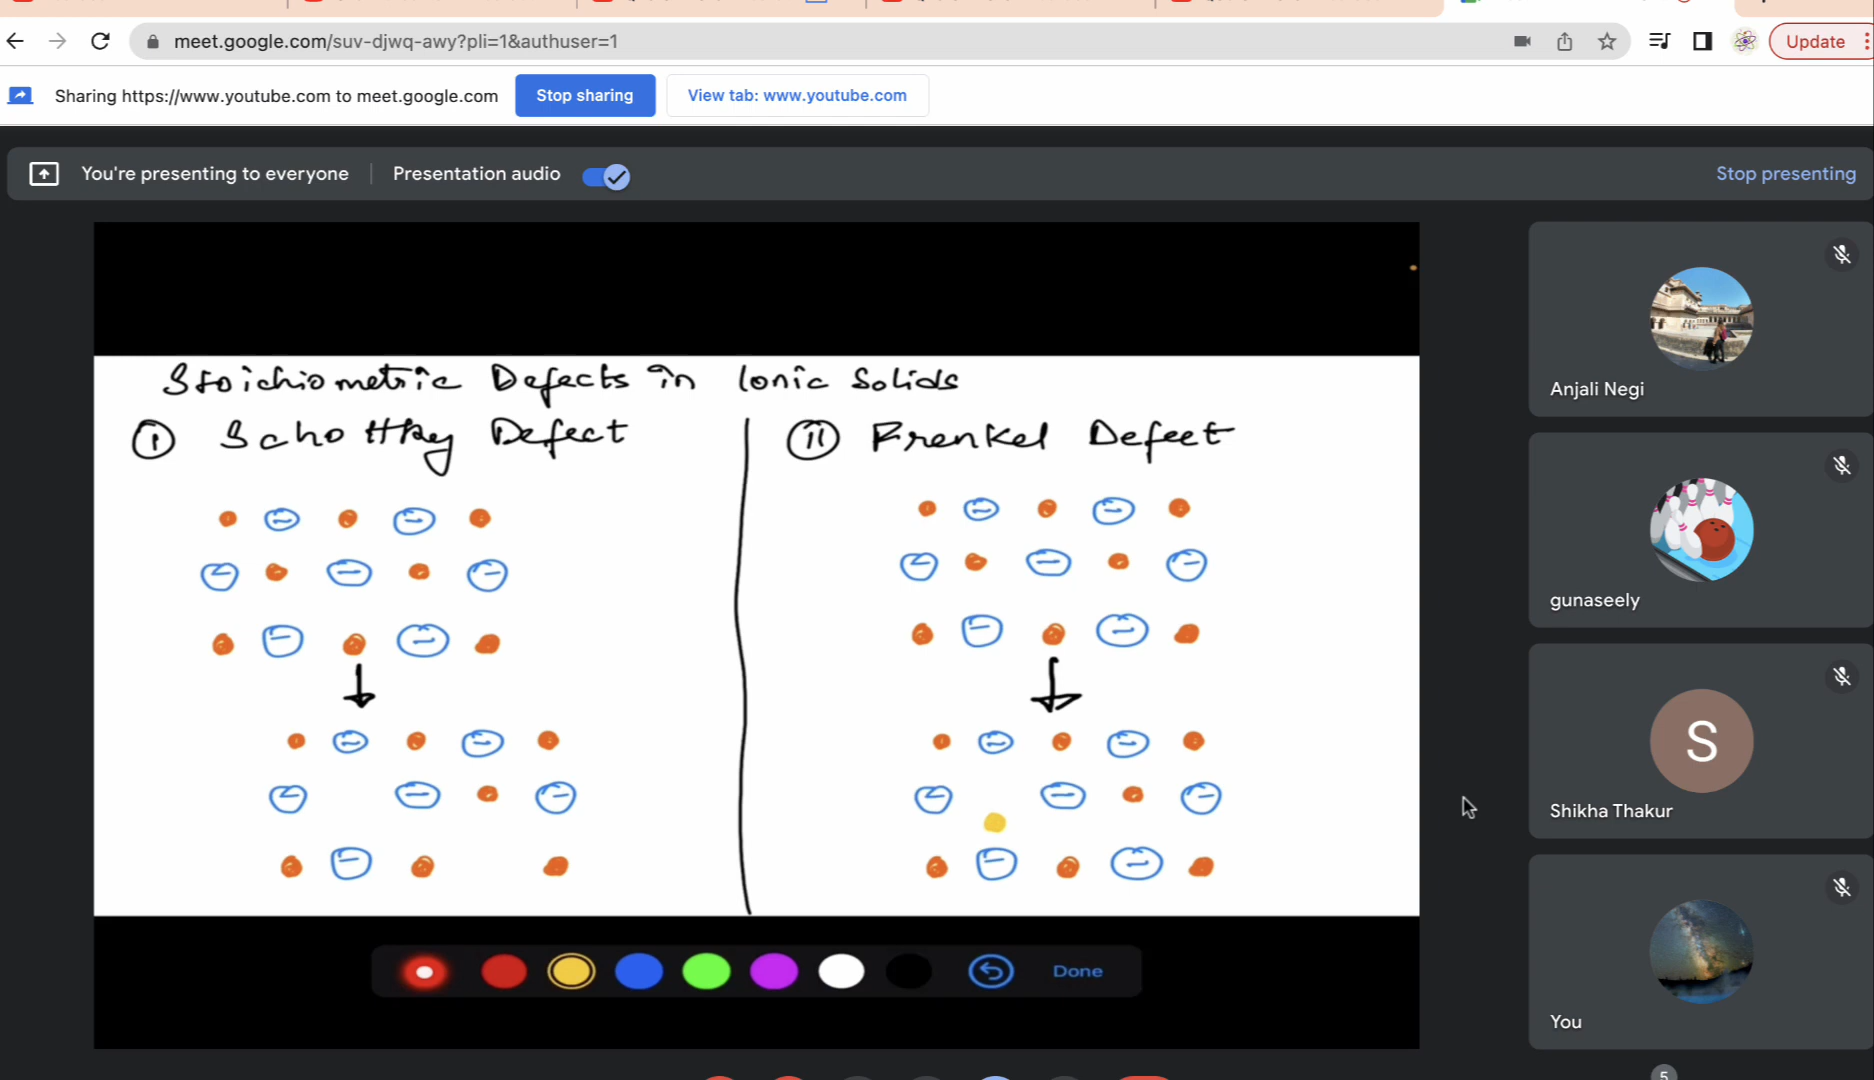 meet.google.com/suv-djwq-awy?pli=1&authuser=1
Update
Sharing https://www.youtube.com to meet.google.com
Stop sharing
View tab: www.youtube.com
You're presenting to everyone
Presentation audio
Stop presenting
Stoichiometric Defects in Ionic Solids
(i) Schottky Defect
(ii) Frenkel Defect
Done
Anjali Negi
gunaseely
S
Shikha Thakur
You
5